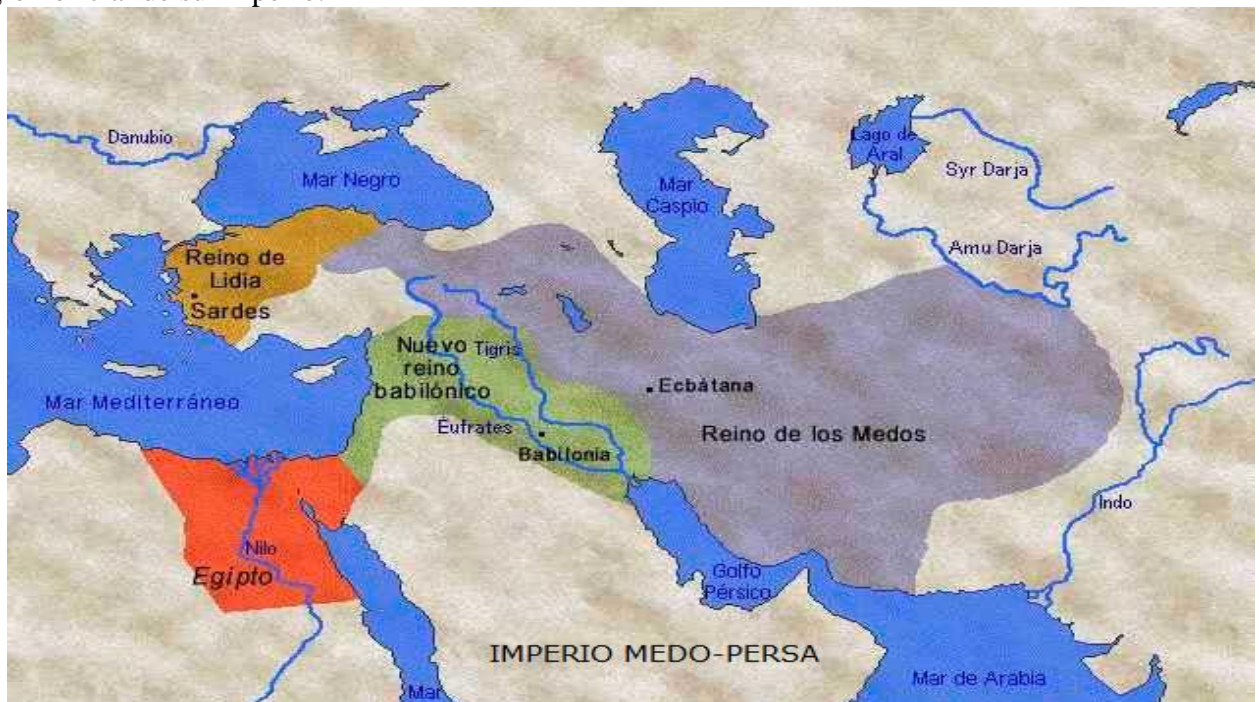 su imperio.
Danubio
Mar Negro
Mar
Caspio
Lago de
Aral
Syr Darja
Amu Darja
Reino de
Lidia
Sardes
Nuevo
reino
babilónico
Tigris
Ecbátana
Mar Mediterráneo
Éufrates
Babilonia
Reino de los Medos
Indo
Nilo
Egipto
Golfo
Pérsico
IMPERIO MEDO-PERSA
Mar
Mar de Arabia